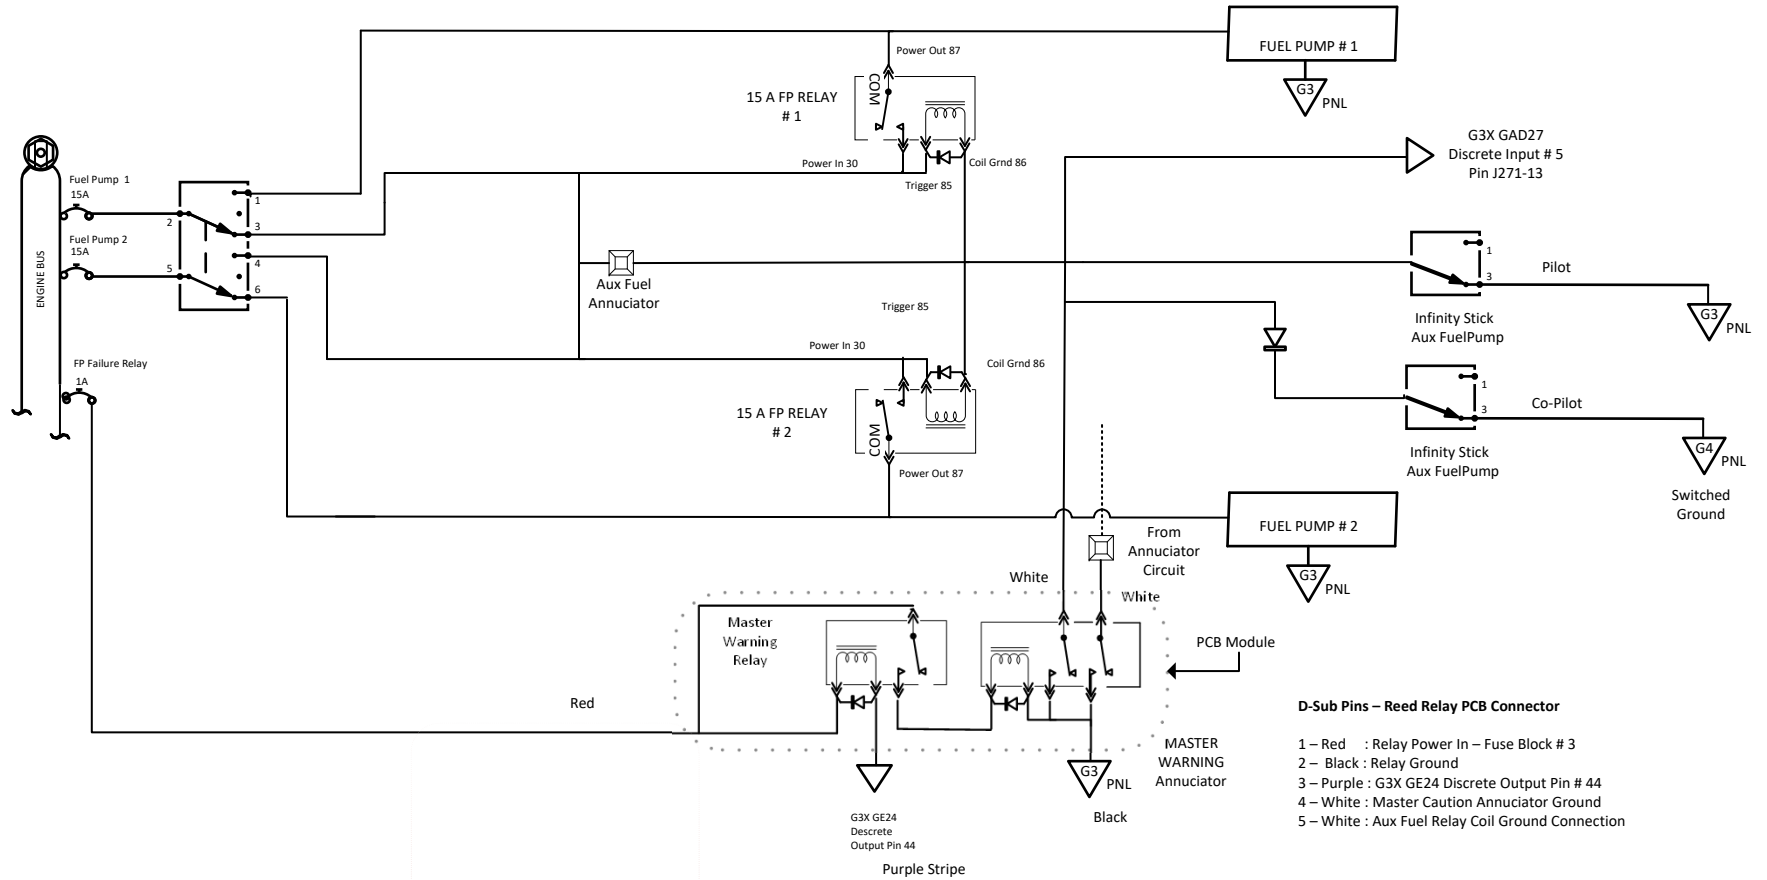 FUEL PUMP # 1
G3
PNL
Power Out 87
COM
15 A FP RELAY
# 1
Power In 30
Trigger 85
Coil Grnd 86
G3X GAD27
Discrete Input # 5
Pin J271-13
ENGINE BUS
Fuel Pump 1
15A
Fuel Pump 2
15A
FP Failure Relay
1A
2
5
1
3
4
6
Aux Fuel
Annuciator
Trigger 85
Power In 30
Coil Grnd 86
15 A FP RELAY
# 2
COM
Power Out 87
1
3
Pilot
G3
PNL
Infinity Stick
Aux FuelPump
1
3
Co-Pilot
G4
PNL
Infinity Stick
Aux FuelPump
Switched
Ground
FUEL PUMP # 2
G3
PNL
From
Annuciator
Circuit
White
White
Master
Warning
Relay
PCB Module
Red
MASTER
WARNING
Annuciator
G3
PNL
Black
G3X GE24
Descrete
Output Pin 44
Purple Stripe
D-Sub Pins – Reed Relay PCB Connector
1 – Red : Relay Power In – Fuse Block # 3
2 – Black : Relay Ground
3 – Purple : G3X GE24 Discrete Output Pin # 44
4 – White : Master Caution Annuciator Ground
5 – White : Aux Fuel Relay Coil Ground Connection